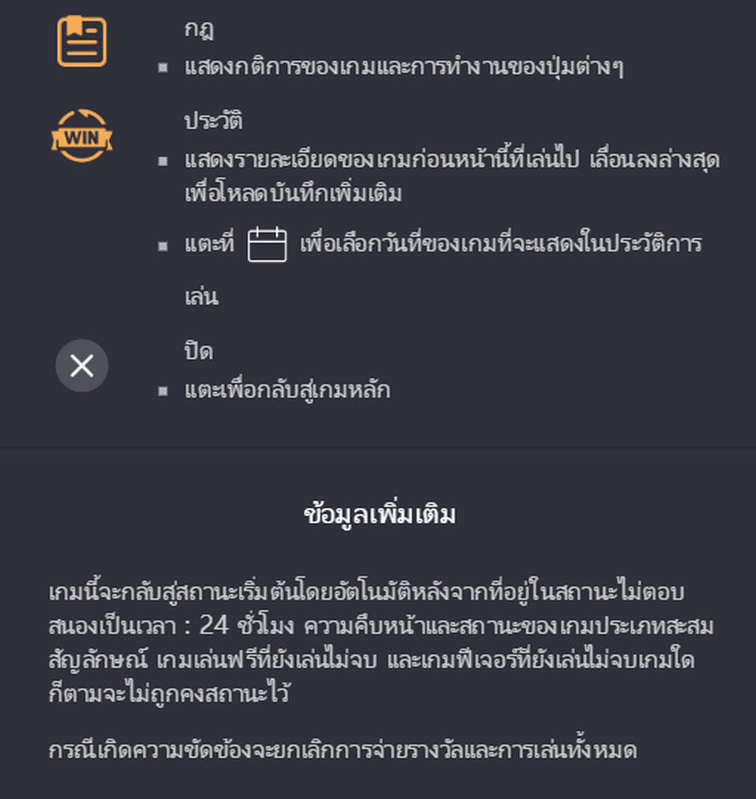 กฎ
แสดงกติการของเกมและการทำงานของปุ่มต่างๆ
WIN
ประวัติ
แสดงรายละเอียดของเกมก่อนหน้านี้ที่เล่นไป เลื่อนลงล่างสุด
เพื่อโหลดบันทึกเพิ่มเติม
แตะที่ เพื่อเลือกวันที่ของเกมที่จะแสดงในประวัติการ
เล่น
ปิด
แตะเพื่อกลับสู่เกมหลัก
ข้อมูลเพิ่มเติม
เกมนี้จะกลับสู่สถานะเริ่มต้นโดยอัตโนมัติหลังจากที่อยู่ในสถานะไม่ตอบ
สนองเป็นเวลา : 24 ชั่วโมง ความคืบหน้าและสถานะของเกมประเภทสะสม
สัญลักษณ์ เกมเล่นฟรีที่ยังเล่นไม่จบ และเกมฟีเจอร์ที่ยังเล่นไม่จบเกมใด
ก็ตามจะไม่ถูกคงสถานะไว้
กรณีเกิดความขัดข้องจะยกเลิกการจ่ายรางวัลและการเล่นทั้งหมด